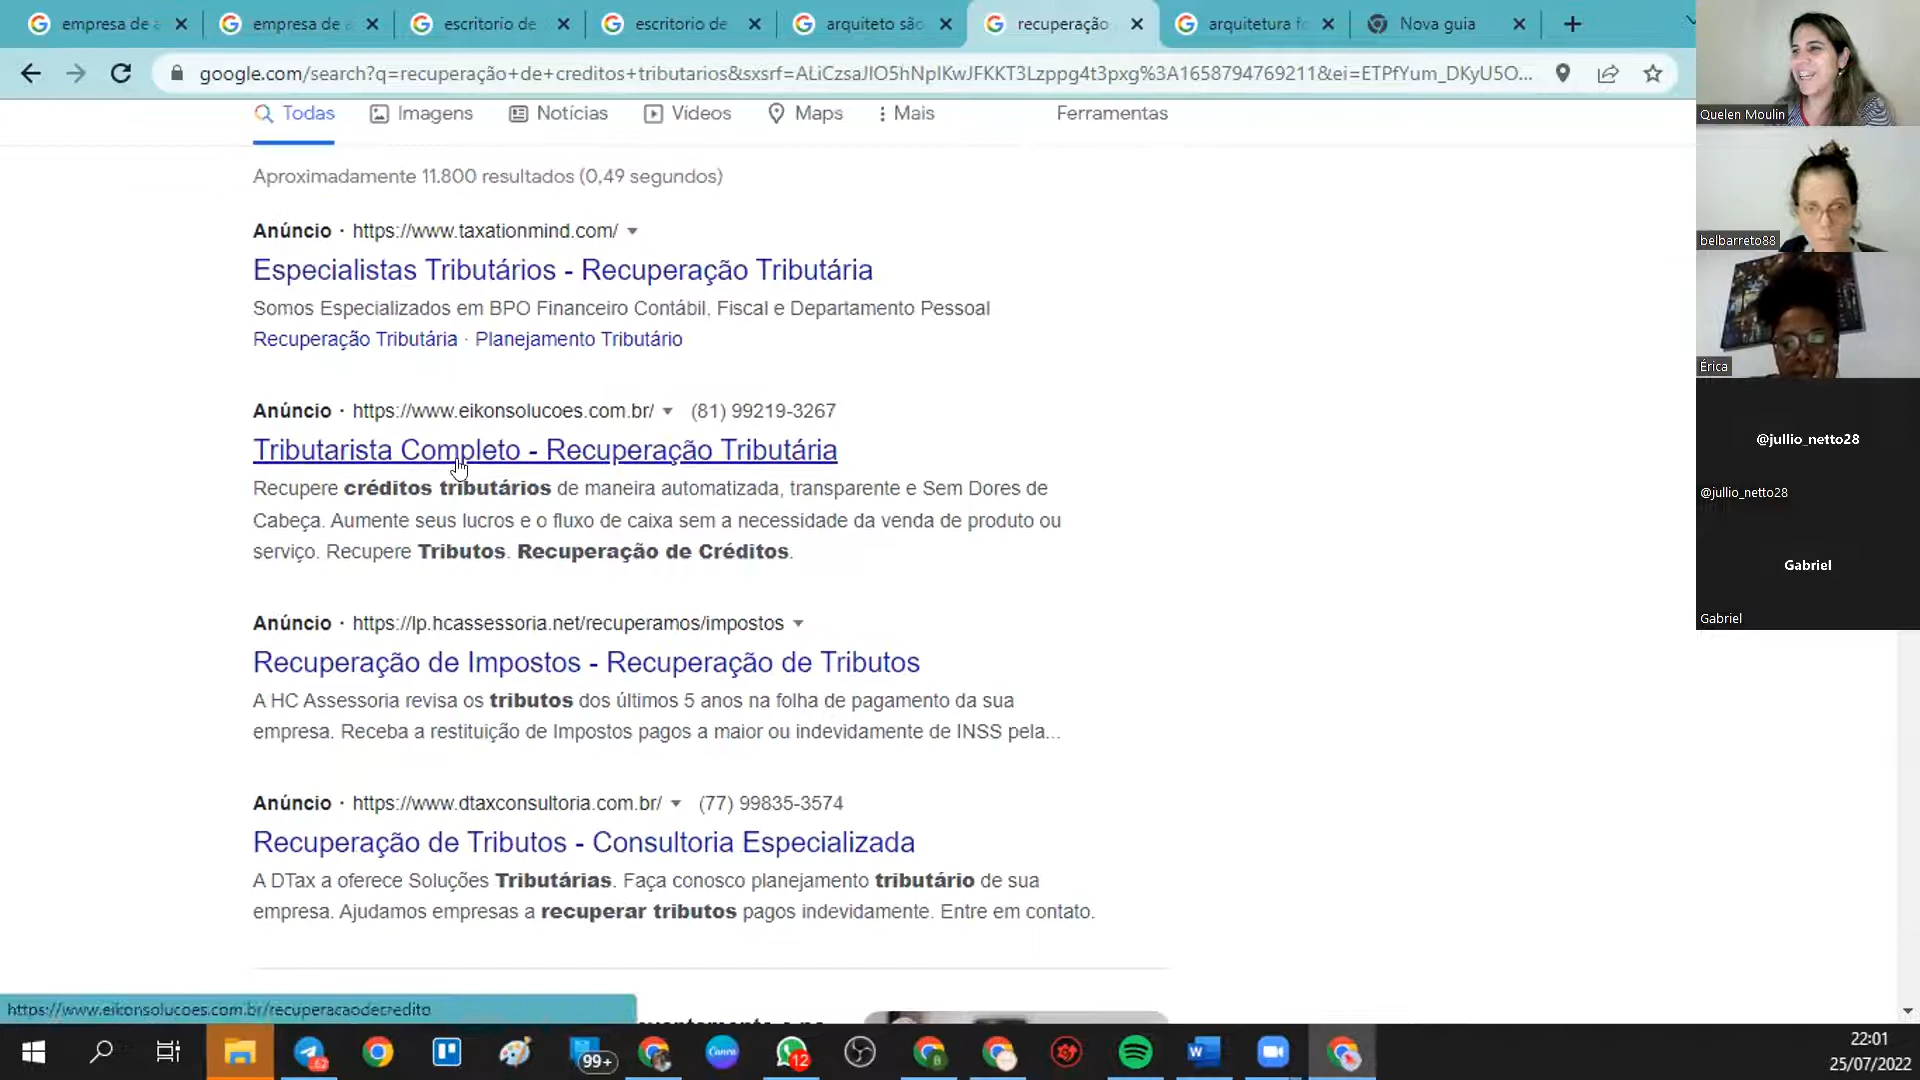 empresa de a
empresa de a
escritorio de
escritorio de
arquiteto são
recuperação
arquitetura fo
Nova guia
google.com/search?q=recuperação+de+creditos+tributarios&sxsrf=ALiCzsaJIO5hNpIKwJFKKT3Lzppg4t3pxg%3A1658794769211&ei=ETPfYum_DKyU5O...
Todas
Imagens
Notícias
Vídeos
Maps
Mais
Ferramentas
Aproximadamente 11.800 resultados (0,49 segundos)
Anúncio · https://www.taxationmind.com/
Especialistas Tributários - Recuperação Tributária
Somos Especializados em BPO Financeiro Contábil, Fiscal e Departamento Pessoal
Recuperação Tributária · Planejamento Tributário
Anúncio · https://www.eikonsolucoes.com.br/ (81) 99219-3267
Tributarista Completo - Recuperação Tributária
Recupere créditos tributários de maneira automatizada, transparente e Sem Dores de
Cabeça. Aumente seus lucros e o fluxo de caixa sem a necessidade da venda de produto ou
serviço. Recupere Tributos. Recuperação de Créditos.
Anúncio · https://lp.hcassessoria.net/recuperamos/impostos
Recuperação de Impostos - Recuperação de Tributos
A HC Assessoria revisa os tributos dos últimos 5 anos na folha de pagamento da sua
empresa. Receba a restituição de Impostos pagos a maior ou indevidamente de INSS pela...
Anúncio · https://www.dtaxconsultoria.com.br/ (77) 99835-3574
Recuperação de Tributos - Consultoria Especializada
A DTax a oferece Soluções Tributárias. Faça conosco planejamento tributário de sua
empresa. Ajudamos empresas a recuperar tributos pagos indevidamente. Entre em contato.
https://www.eikonsolucoes.com.br/recuperacaodecredito
Quelen Moulin
belbarreto88
Érica
@jullio_netto28
@jullio_netto28
Gabriel
Gabriel
62
99+
Canva
12
B
W
22:01
25/07/2022